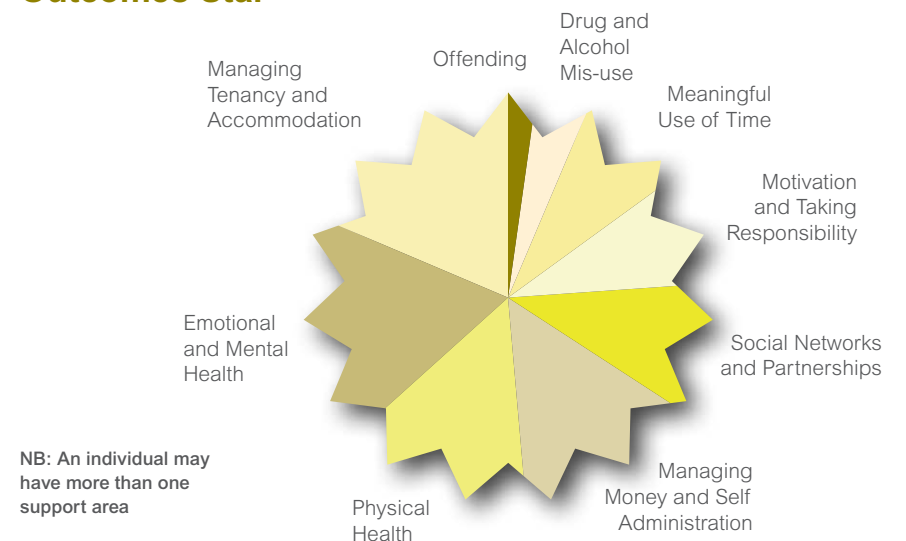 Outcomes Star
Offending
Drug and
Alcohol
Mis-use
Managing
Tenancy and
Accommodation
Meaningful
Use of Time
Motivation
and Taking
Responsibility
Emotional
and Mental
Health
Social Networks
and Partnerships
NB: An individual may
have more than one
support area
Managing
Money and Self
Administration
Physical
Health